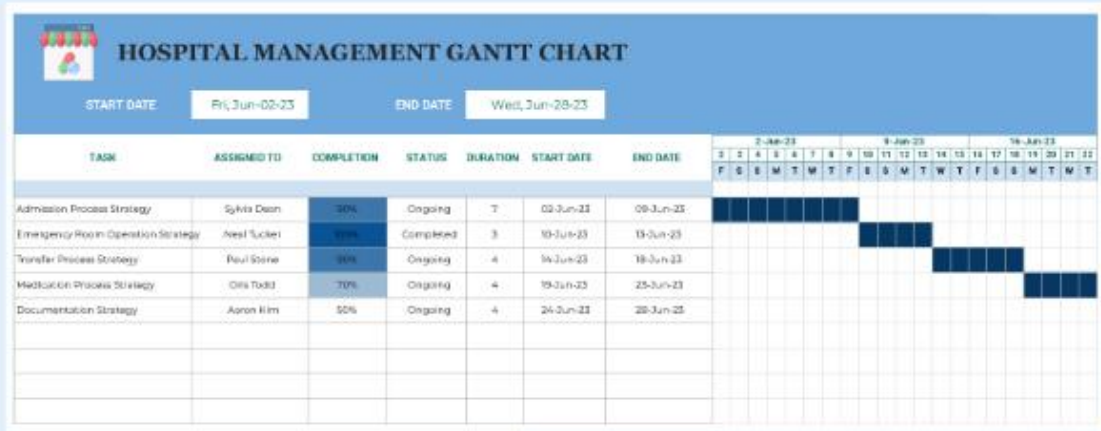 HOSPITAL MANAGEMENT GANTT CHART
START DATE Fri, Jun-02-23 END DATE Wed, Jun-28-23
2-Jun-23 9-Jun-23 16-Jun-23
TASK ASSIGNED TO COMPLETION STATUS DURATION START DATE END DATE
2 3 4 5 6 7 8 9 10 11 12 13 14 15 16 17 18 19 20 21 22
F S S M T W T F S S M T W T F S S M T W T
Admission Process Strategy Sylvia Dean 90% Ongoing 7 02-Jun-23 09-Jun-23
Emergency Room Operation Strategy Neal Tucker 100% Completed 3 10-Jun-23 13-Jun-23
Transfer Process Strategy Paul Stone 90% Ongoing 4 14-Jun-23 18-Jun-23
Medication Process Strategy Oris Todd 70% Ongoing 4 19-Jun-23 23-Jun-23
Documentation Strategy Aaron Kim 50% Ongoing 4 24-Jun-23 28-Jun-23